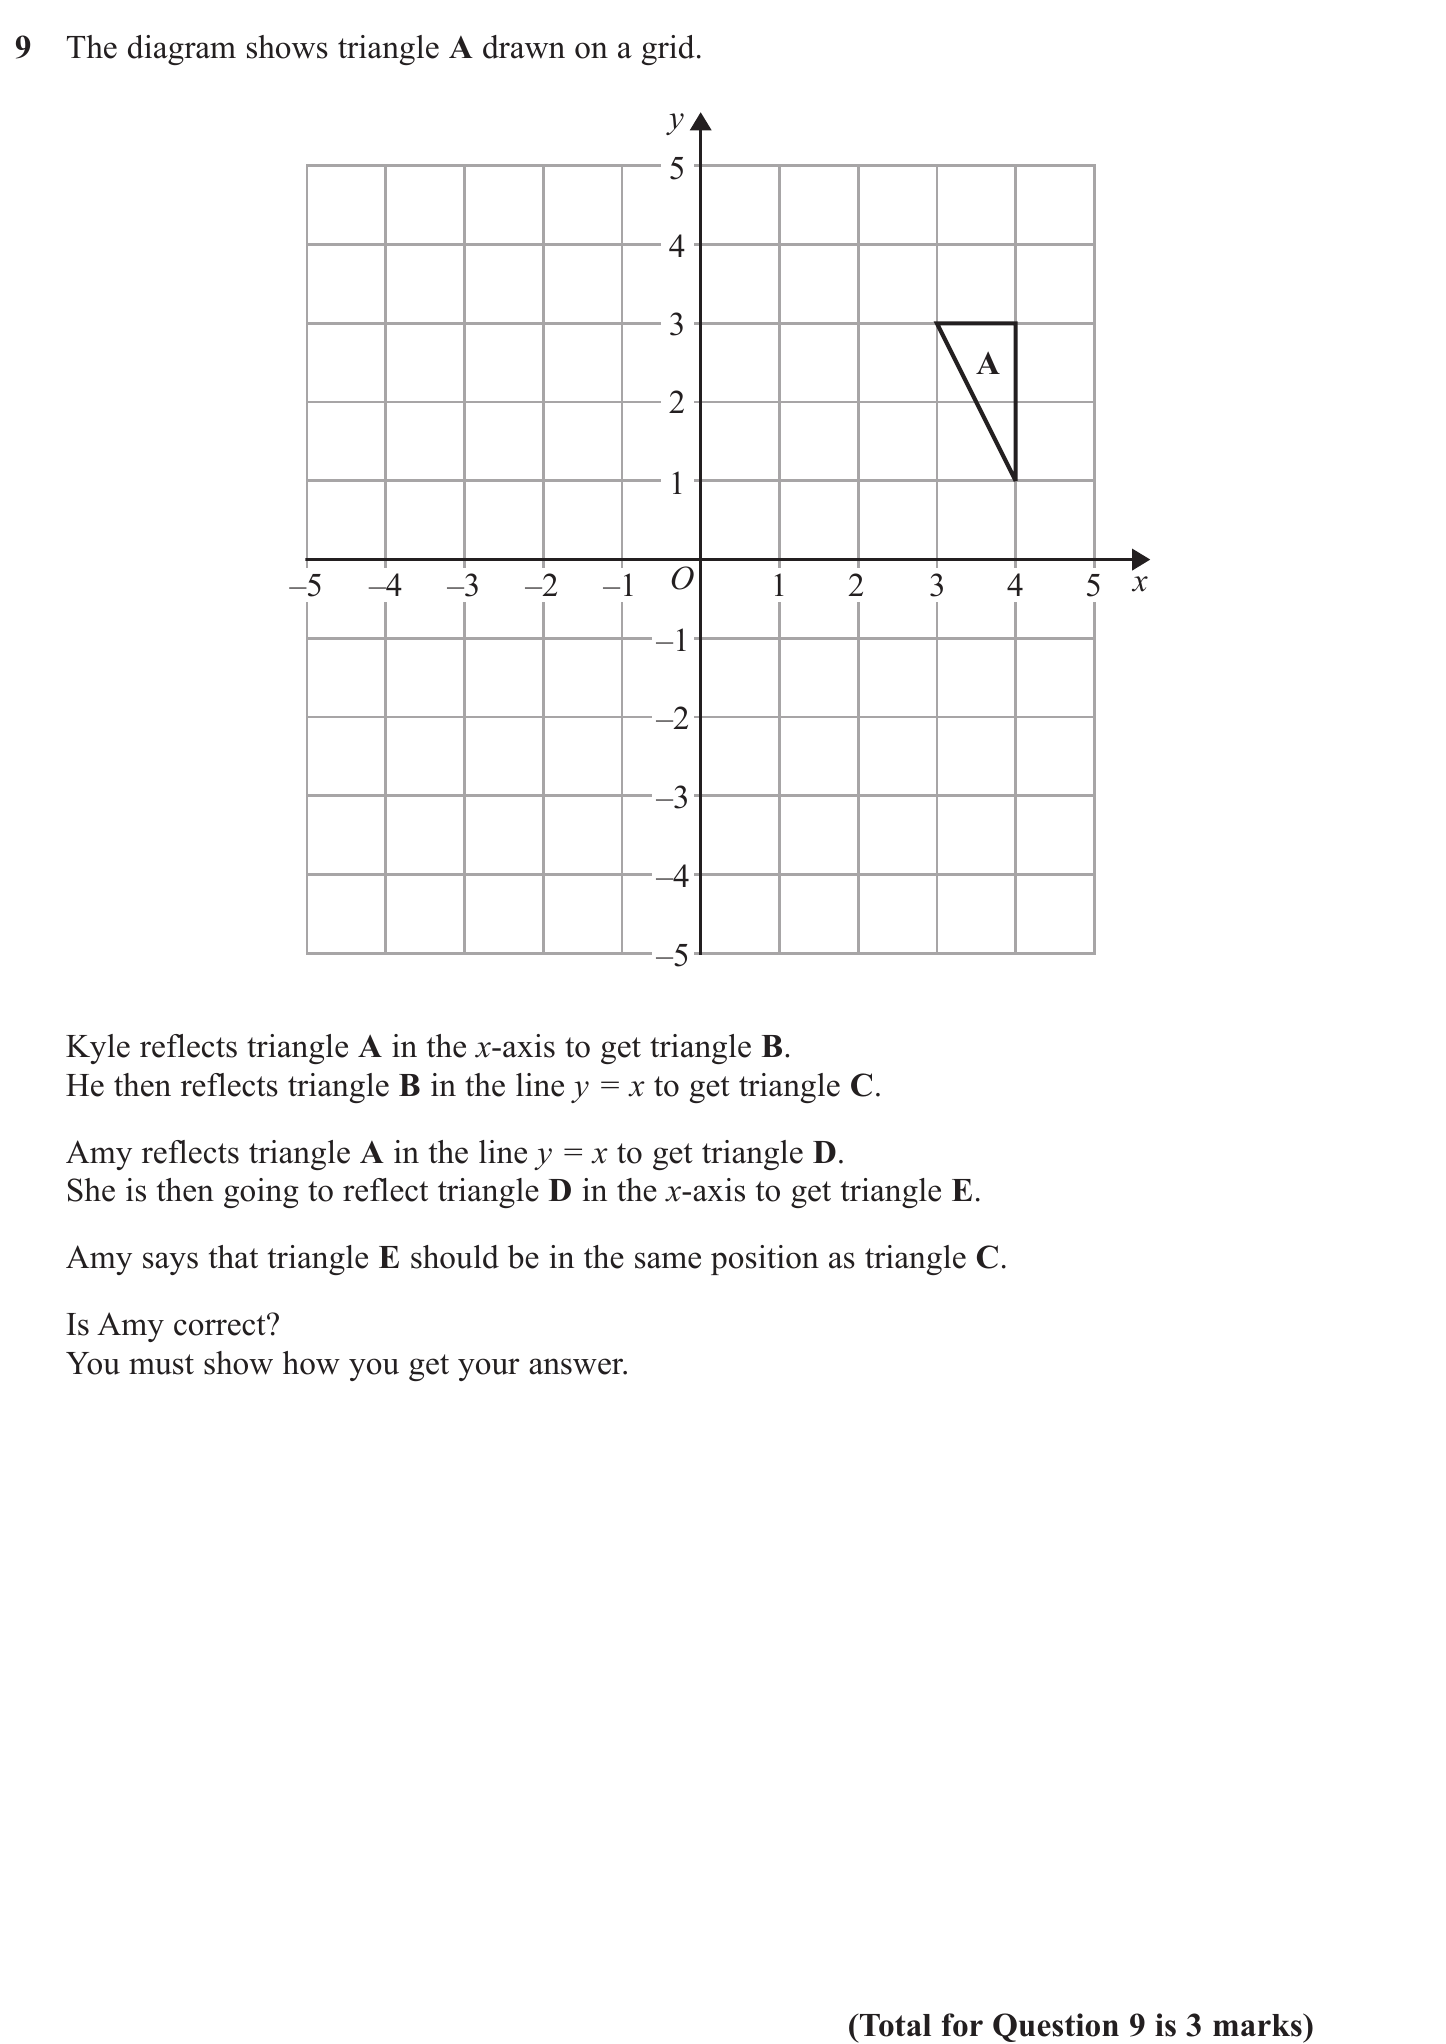 9 The diagram shows triangle A drawn on a grid.
y
5
4
3
A
2
1
–5 –4 –3 –2 –1 O 1 2 3 4 5 x
–1
–2
–3
–4
–5
Kyle reflects triangle A in the x-axis to get triangle B.
He then reflects triangle B in the line y = x to get triangle C.
Amy reflects triangle A in the line y = x to get triangle D.
She is then going to reflect triangle D in the x-axis to get triangle E.
Amy says that triangle E should be in the same position as triangle C.
Is Amy correct?
You must show how you get your answer.
(Total for Question 9 is 3 marks)